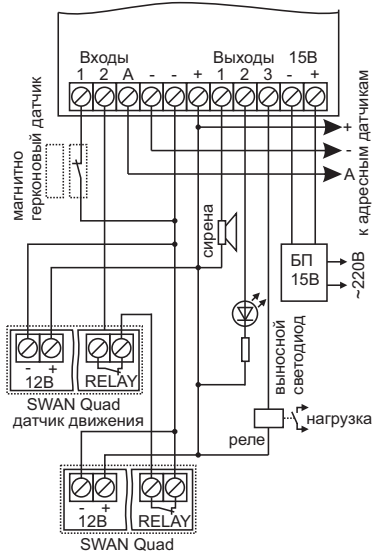 Входы Выходы 15В
1 2 А - - + 1 2 3 - +
магнитно
герконовый датчик
+
-
А
к адресным датчикам
сирена
БП
15В
~220В
- +
12В
RELAY
SWAN Quad
датчик движения
выносной
светодиод
нагрузка
реле
- +
12В
RELAY
SWAN Quad